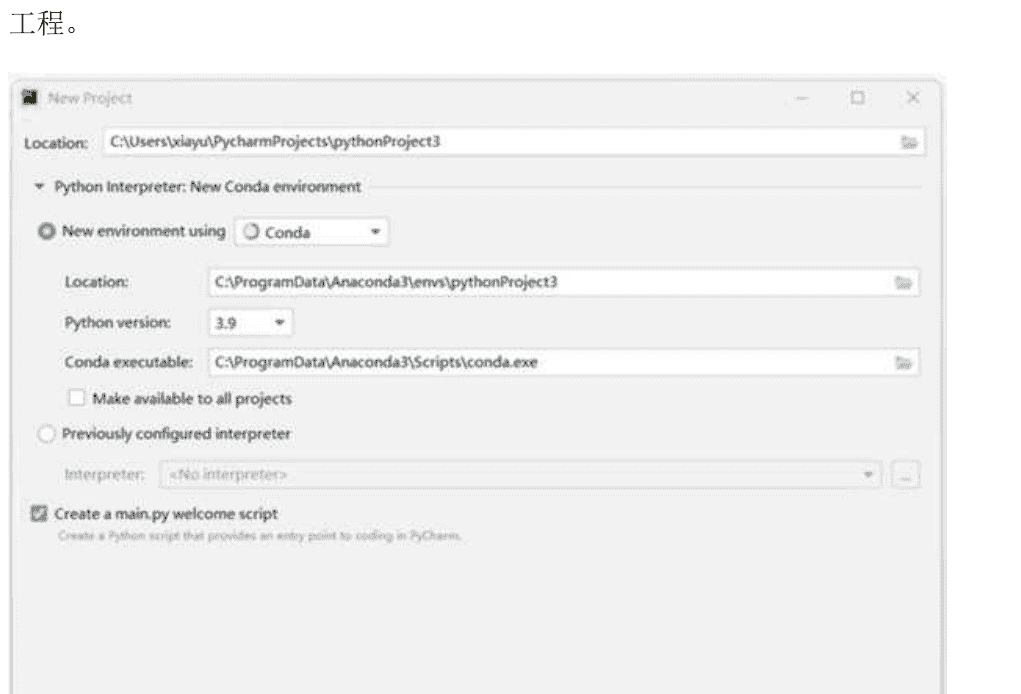 工程。
New Project
Location: C:\Users\xiayu\PycharmProjects\pythonProject3
Python Interpreter: New Conda environment
New environment using Conda
Location: C:\ProgramData\Anaconda3\envs\pythonProject3
Python version: 3.9
Conda executable: C:\ProgramData\Anaconda3\Scripts\conda.exe
Make available to all projects
Previously configured interpreter
Interpreter: <No interpreter> ...
Create a main.py welcome script
Create a Python script that provides an entry point to coding in PyCharm.